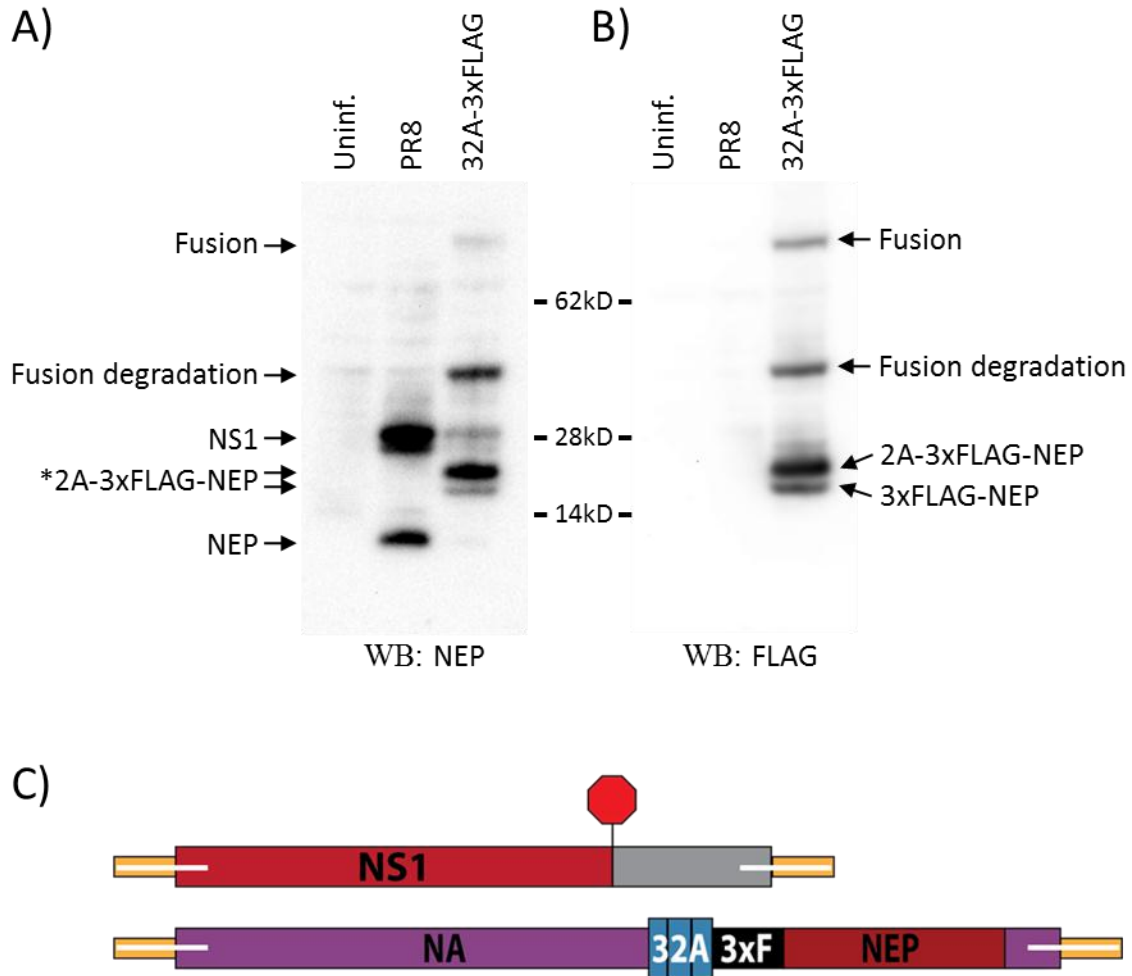 A)
B)
Uninf.
PR8
32A-3xFLAG
Uninf.
PR8
32A-3xFLAG
Fusion
Fusion
62kD
Fusion degradation
Fusion degradation
NS1
28kD
*2A-3xFLAG-NEP
2A-3xFLAG-NEP
3xFLAG-NEP
14kD
NEP
WB: NEP
WB: FLAG
C)
NS1
NA 32A 3xF NEP